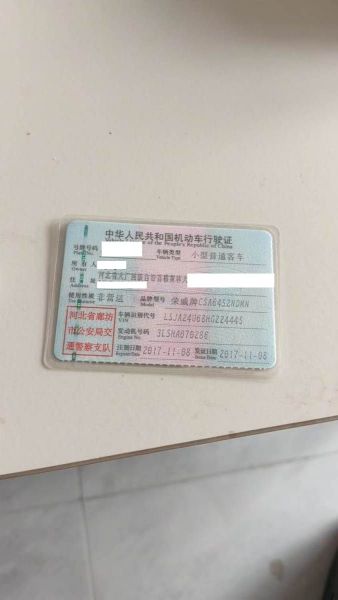 中华人民共和国机动车行驶证
of the People's Republic of China
号牌号码 车辆类型 小型普通客车
Plate No. Vehicle Type
所有人
Owner
住址 河北省
Address
使用性质 非营运 品牌型号 荣威牌CSA6452NDKN
Model
河北省廊坊 车辆识别代号 LSJA24U68HG224445
市公安局交 VIN
通警察支队 发动机号码
Engine No.
注册日期 2017-11-08 发证日期 2017-11-08
Register Date Issue Date